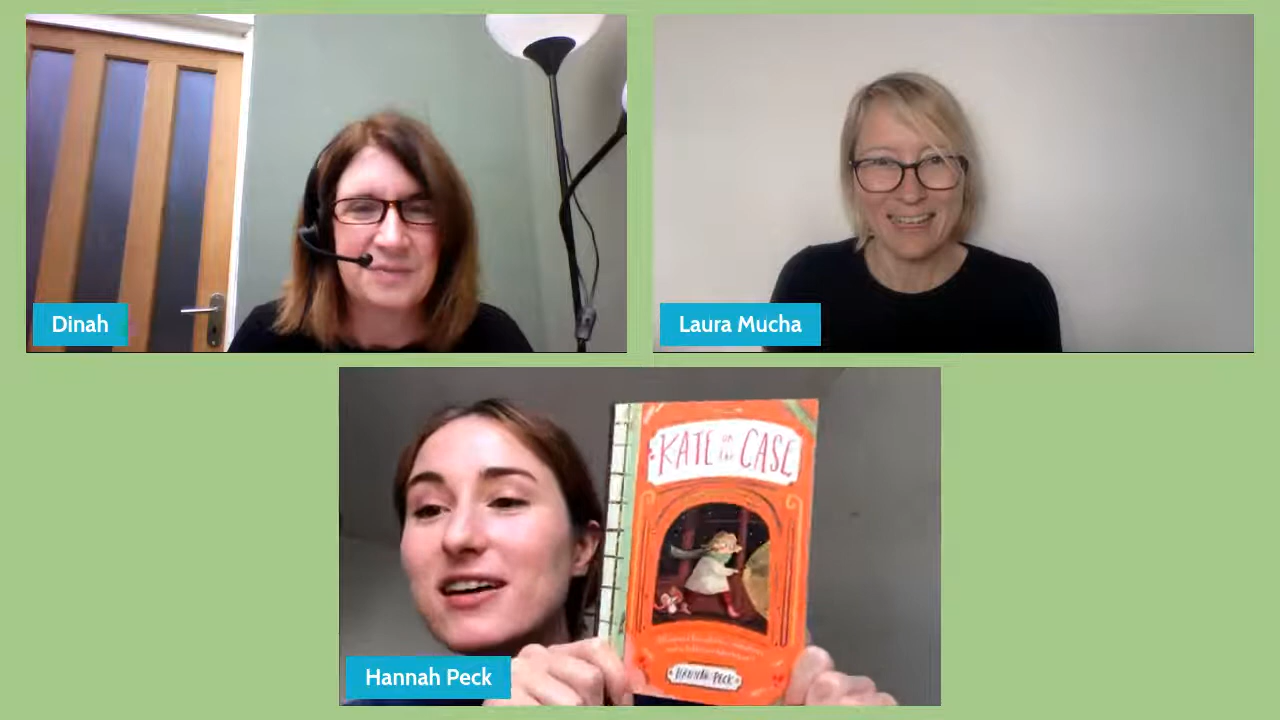 Dinah
Laura Mucha
KATE on the CASE
HANNAH PECK
Hannah Peck